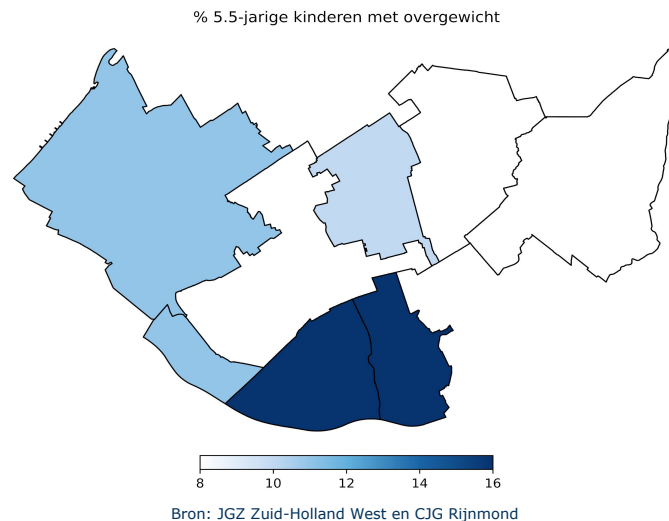 % 5.5-jarige kinderen met overgewicht
8 10 12 14 16
Bron: JGZ Zuid-Holland West en CJG Rijnmond